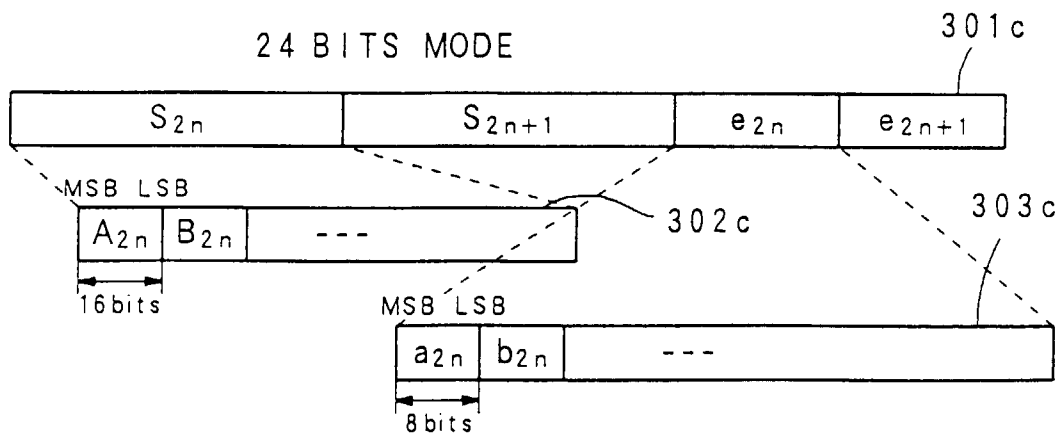 24 BITS MODE
301c
S2n S2n+1 e2n e2n+1
MSB LSB
A2n B2n ---
302c
303c
16bits
MSB LSB
a2n b2n ---
8bits